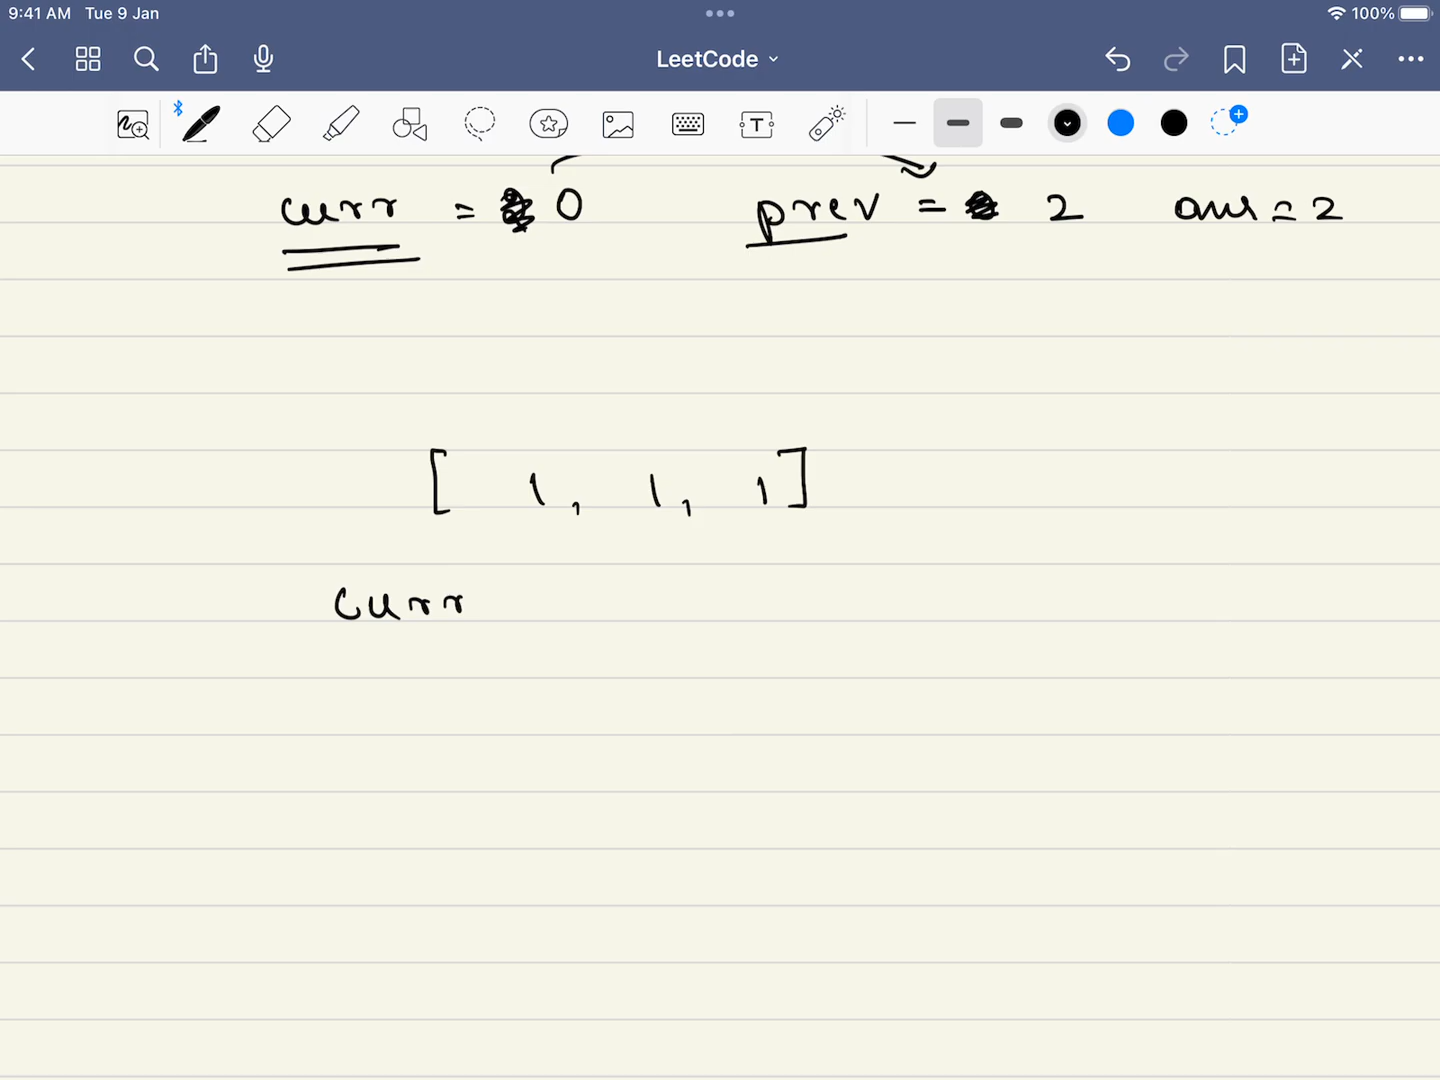 9:41 AM Tue 9 Jan
100%
LeetCode
T
curr = 0 prev = 2 ans = 2
[ 1, 1, 1 ]
curr